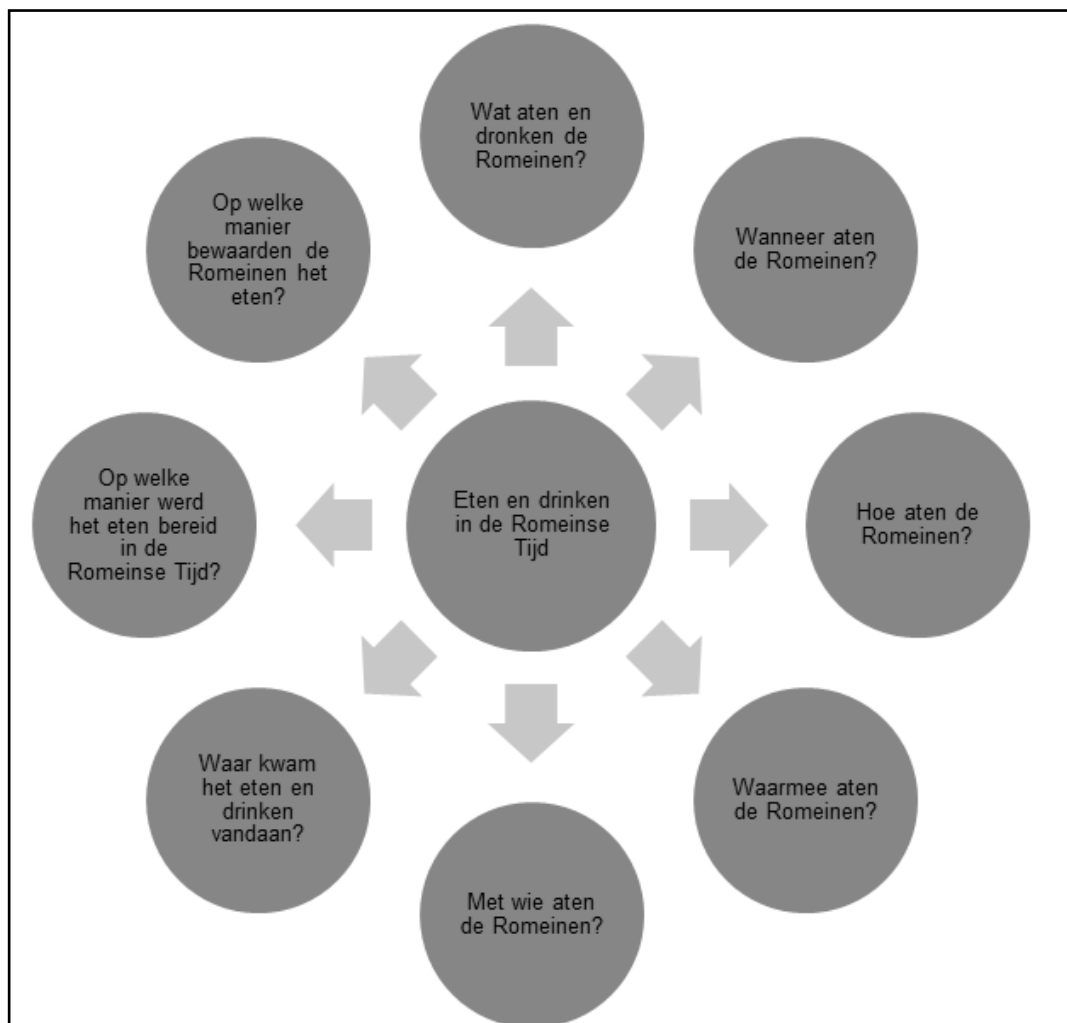 Wat aten en
dronken de
Romeinen?
Wanneer aten
de Romeinen?
Hoe aten de
Romeinen?
Waarmee aten
de Romeinen?
Met wie aten
de Romeinen?
Waar kwam
het eten en
drinken
vandaan?
Op welke
manier werd
het eten bereid
in de
Romeinse Tijd?
Op welke
manier
bewaarden de
Romeinen het
eten?
Eten en drinken
in de Romeinse
Tijd